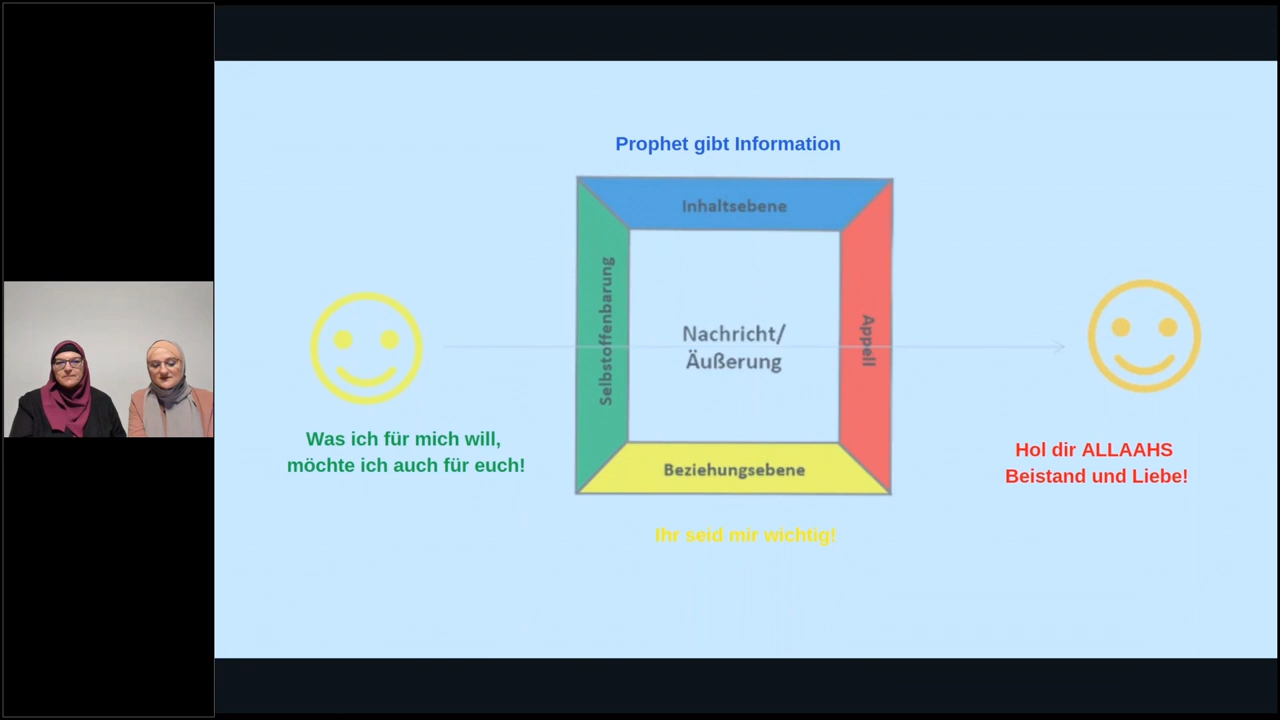 Prophet gibt Information
Inhaltsebene
Selbstoffenbarung
Nachricht/
Äußerung
Appell
Beziehungsebene
Was ich für mich will,
möchte ich auch für euch!
Hol dir ALLAAHS
Beistand und Liebe!
Ihr seid mir wichtig!